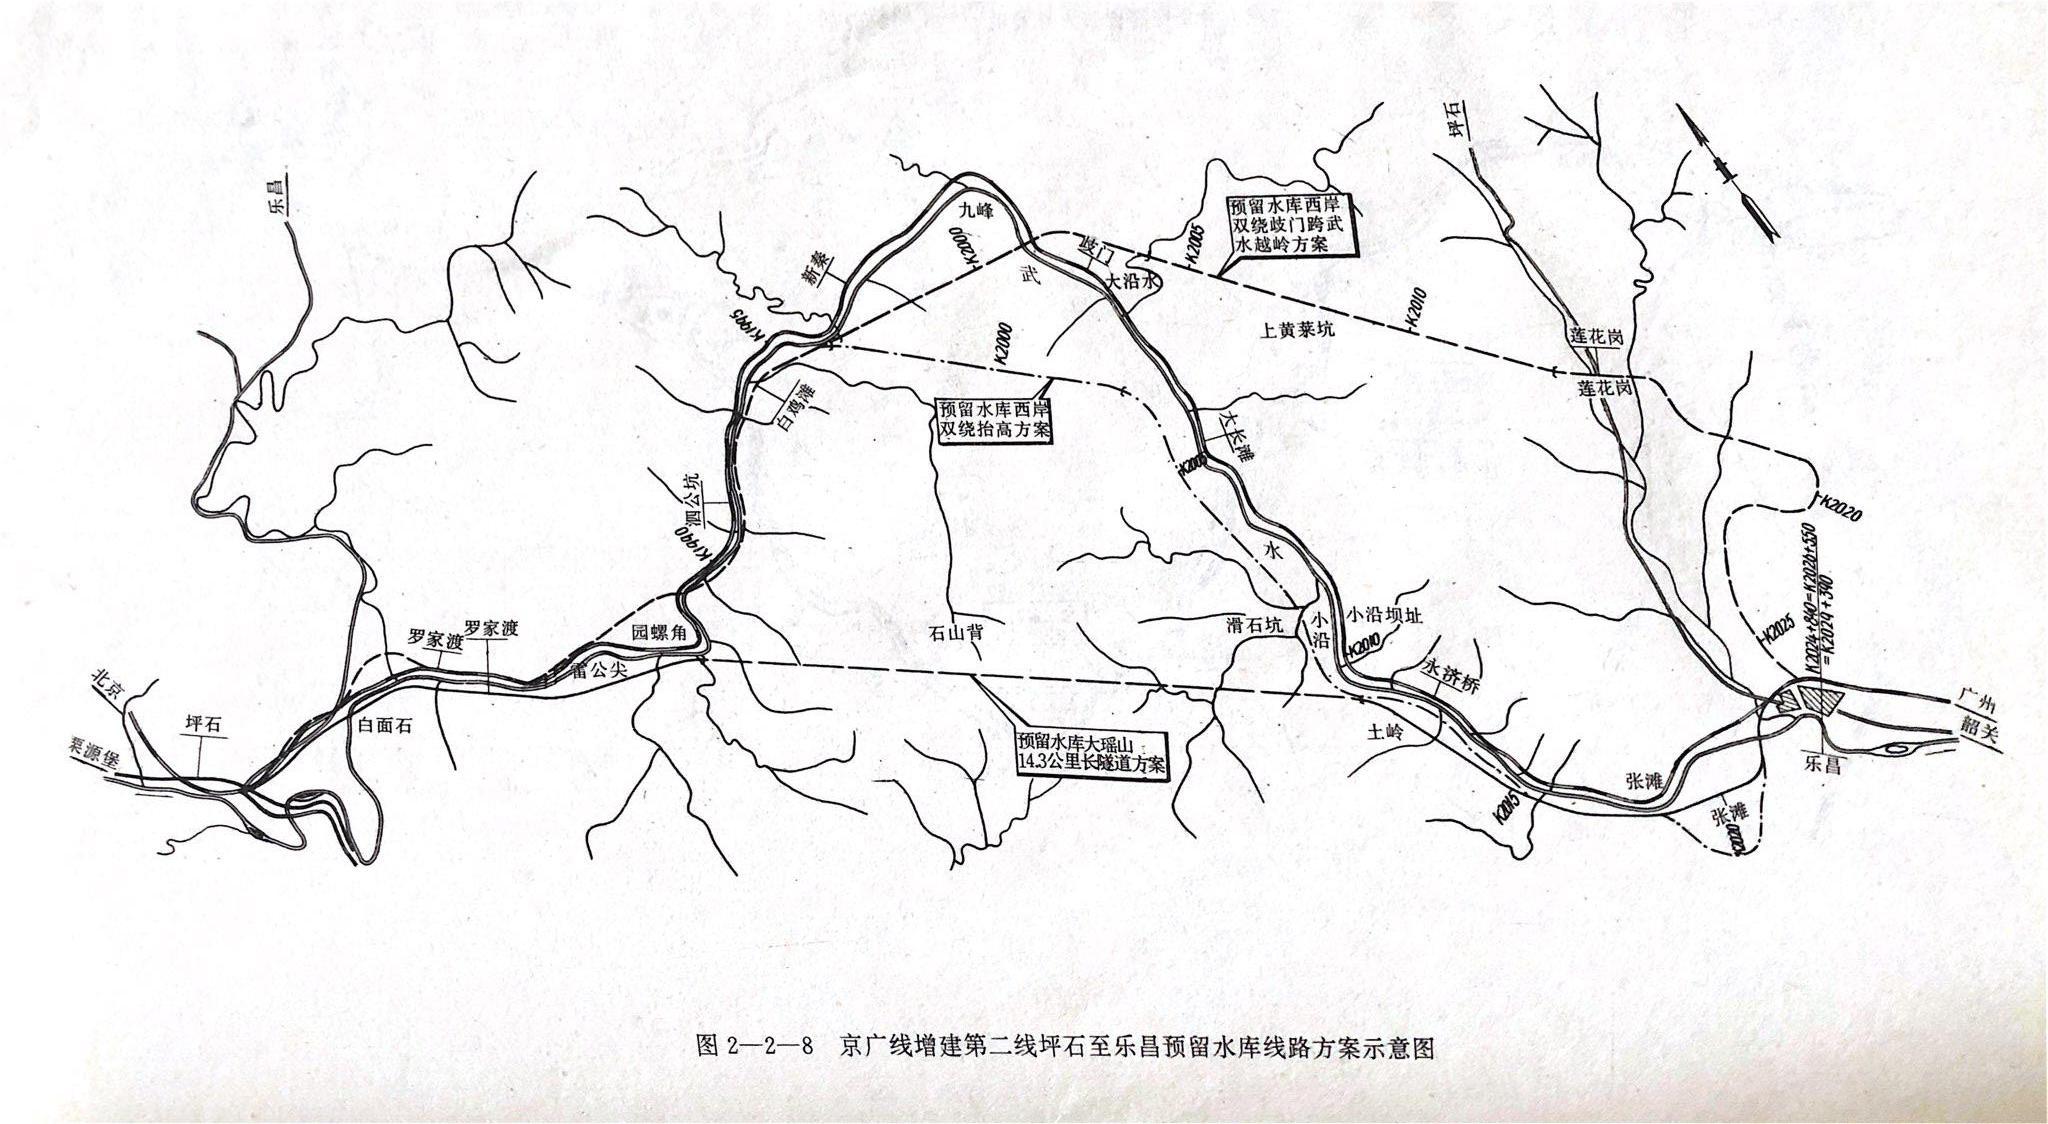 坪石
乐昌
九峰
预留水库西岸
双绕歧门跨武
水越岭方案
K2000
K2005
歧门
武
大沿水
新秦
K1995
K2010
上黄莱坑
莲花岗
莲花岗
K2000
白鸡滩
预留水库西岸
双绕抬高方案
大长滩
K2005
泗公坑
K1990
K2020
水
K2024+840=K2026+550
=K2024+390
小沿坝址
小沿
滑石坑
石山背
园螺角
罗家渡
罗家渡
K2010
K2025
雷公尖
永济桥
北京
坪石
白面石
栗源堡
土岭
预留水库大瑶山
14.3公里长隧道方案
广州
韶关
乐昌
张滩
张滩
K2015
K2020
图2—2—8 京广线增建第二线坪石至乐昌预留水库线路方案示意图